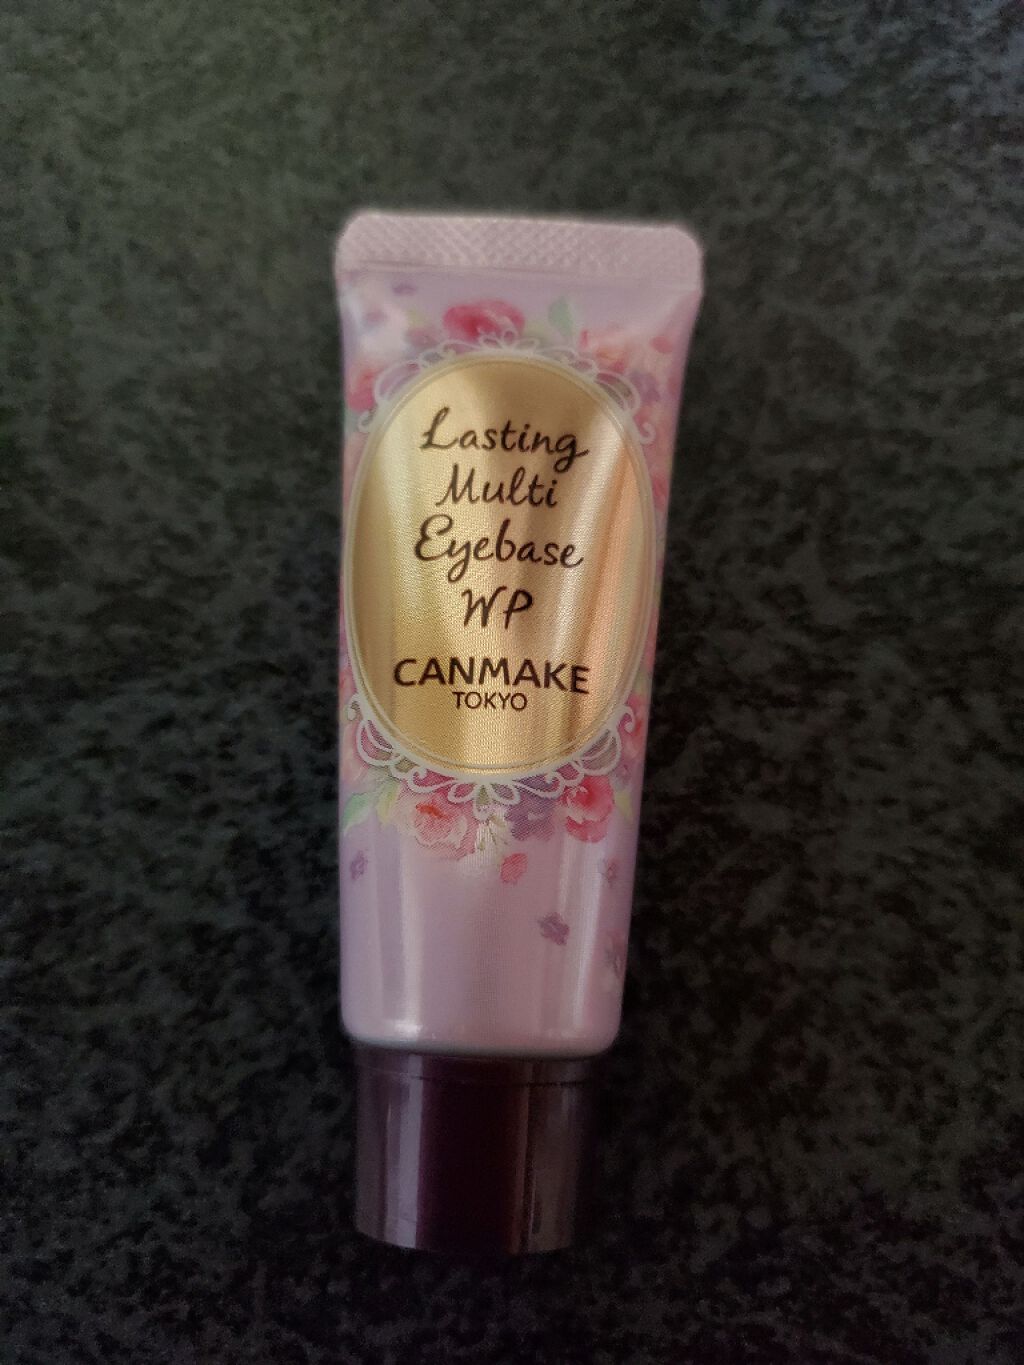 Lasting
Multi
Eyebase
WP
CANMAKE
TOKYO